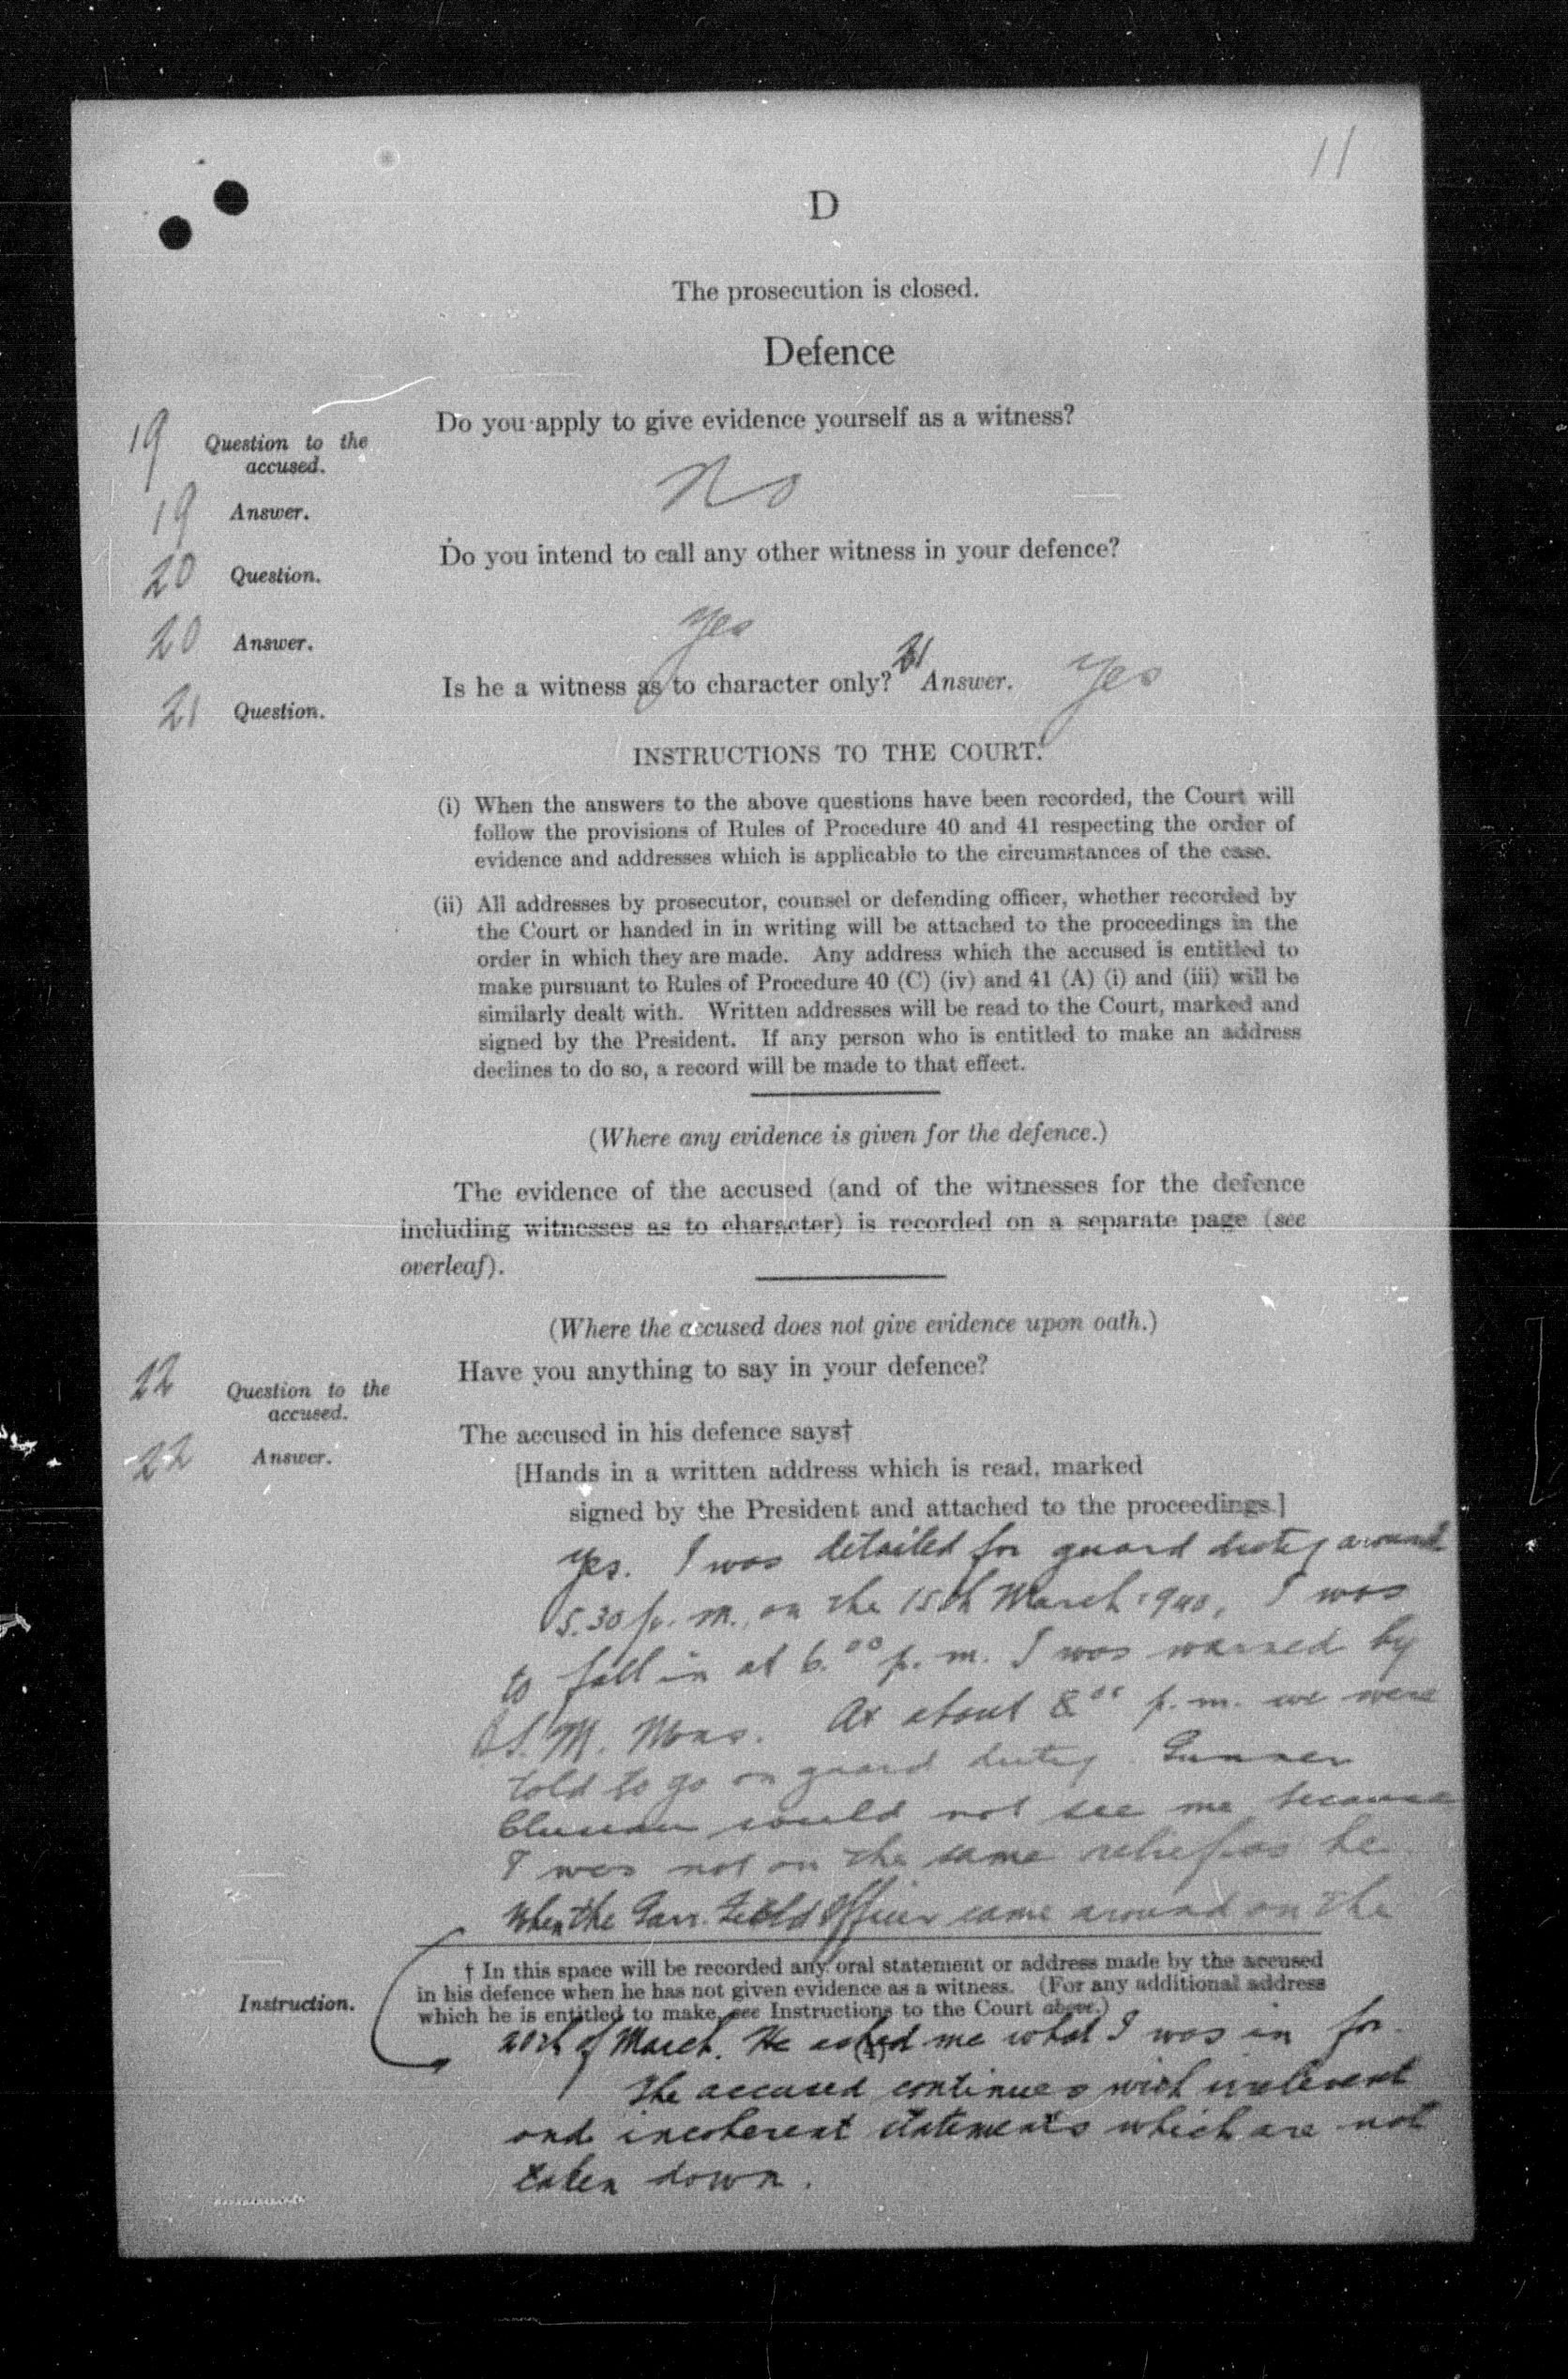 11
D
The prosecution is closed.
Defence
19 Question to the accused. Do you apply to give evidence yourself as a witness?
19 Answer. No
20 Question. Do you intend to call any other witness in your defence?
20 Answer. Yes
21 Question. Is he a witness as to character only? 21 Answer. Yes
INSTRUCTIONS TO THE COURT.
(i) When the answers to the above questions have been recorded, the Court will
follow the provisions of Rules of Procedure 40 and 41 respecting the order of
evidence and addresses which is applicable to the circumstances of the case.
(ii) All addresses by prosecutor, counsel or defending officer, whether recorded by
the Court or handed in in writing will be attached to the proceedings in the
order in which they are made. Any address which the accused is entitled to
make pursuant to Rules of Procedure 40 (C) (iv) and 41 (A) (i) and (iii) will be
similarly dealt with. Written addresses will be read to the Court, marked and
signed by the President. If any person who is entitled to make an address
declines to do so, a record will be made to that effect.
(Where any evidence is given for the defence.)
The evidence of the accused (and of the witnesses for the defence
including witnesses as to character) is recorded on a separate page (see
overleaf).
(Where the accused does not give evidence upon oath.)
22 Question to the accused. Have you anything to say in your defence?
22 Answer. The accused in his defence says†
[Hands in a written address which is read, marked
signed by the President and attached to the proceedings.]
Yes. I was detailed for guard duty around
5.30 p.m. on the 15th March 1940, I was
to fall in at 6.00 p.m. I was warned by
S. M. At about 8.00 p.m. we were
told to go on guard duty. Gunner
would not see me because
I was not on the same relief as he
When the Garr. Field Officer came around on the
Instruction. † In this space will be recorded any oral statement or address made by the accused
in his defence when he has not given evidence as a witness. (For any additional address
which he is entitled to make, see Instructions to the Court above.)
(4)
20th of March. He asked me what I was in for.
The accused continues with irrelevent
and incoherent statements which are not
taken down.